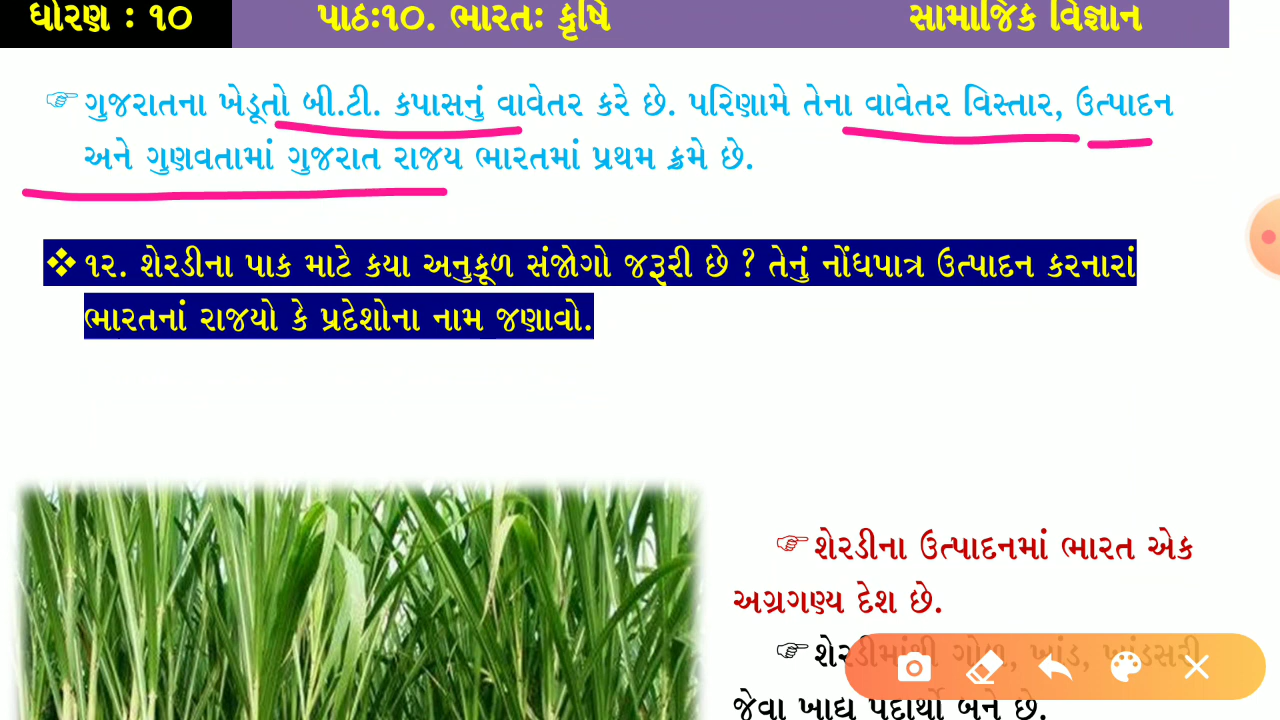 ધોરણ : ૧૦ પાઠઃ૧૦. ભારતઃ કૃષિ સામાજિક વિજ્ઞાન
ગુજરાતના ખેડૂતો બી.ટી. કપાસનું વાવેતર કરે છે. પરિણામે તેના વાવેતર વિસ્તાર, ઉત્પાદન
અને ગુણવતામાં ગુજરાત રાજ્ય ભારતમાં પ્રથમ ક્રમે છે.
૧૨. શેરડીના પાક માટે કયા અનુકૂળ સંજોગો જરૂરી છે ? તેનું નોંધપાત્ર ઉત્પાદન કરનારાં
ભારતનાં રાજ્યો કે પ્રદેશોના નામ જણાવો.
શેરડીના ઉત્પાદનમાં ભારત એક
અગ્રગણ્ય દેશ છે.
શેરડીમાંથી ગોળ, ખાંડ, ખાંડસરી
જેવા ખાદ્ય પદાર્થો બને છે.